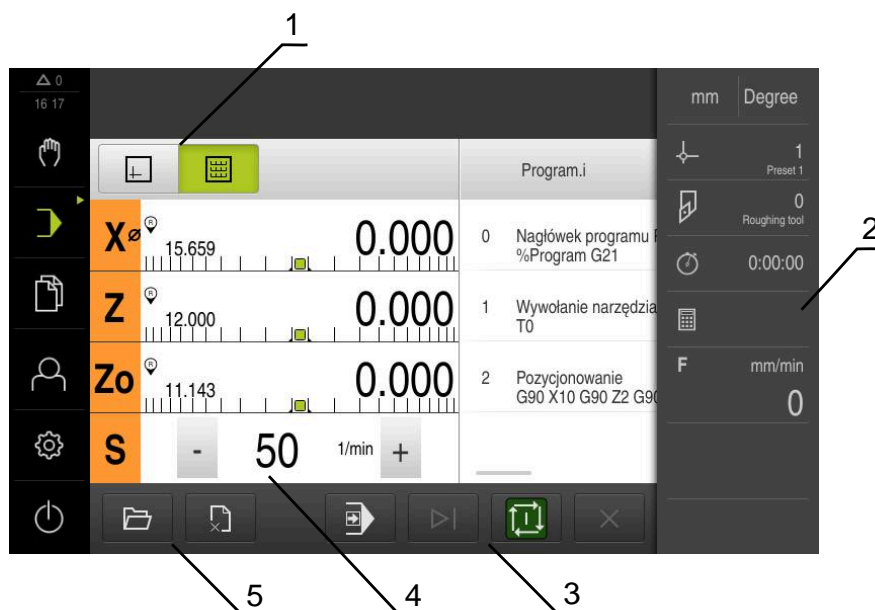 1
0
16 17
mm
Degree
1
Preset 1
Program.i
0
Roughing tool
2
X⌀
R
15.659
0.000
0
Nagłówek programu
%Program G21
0:00:00
Z
R
12.000
0.000
1
Wywołanie narzędzia
T0
Zo
R
11.143
0.000
2
Pozycjonowanie
G90 X10 G90 Z2 G90
F
mm/min
0
S
-
50
1/min
+
5
4
3